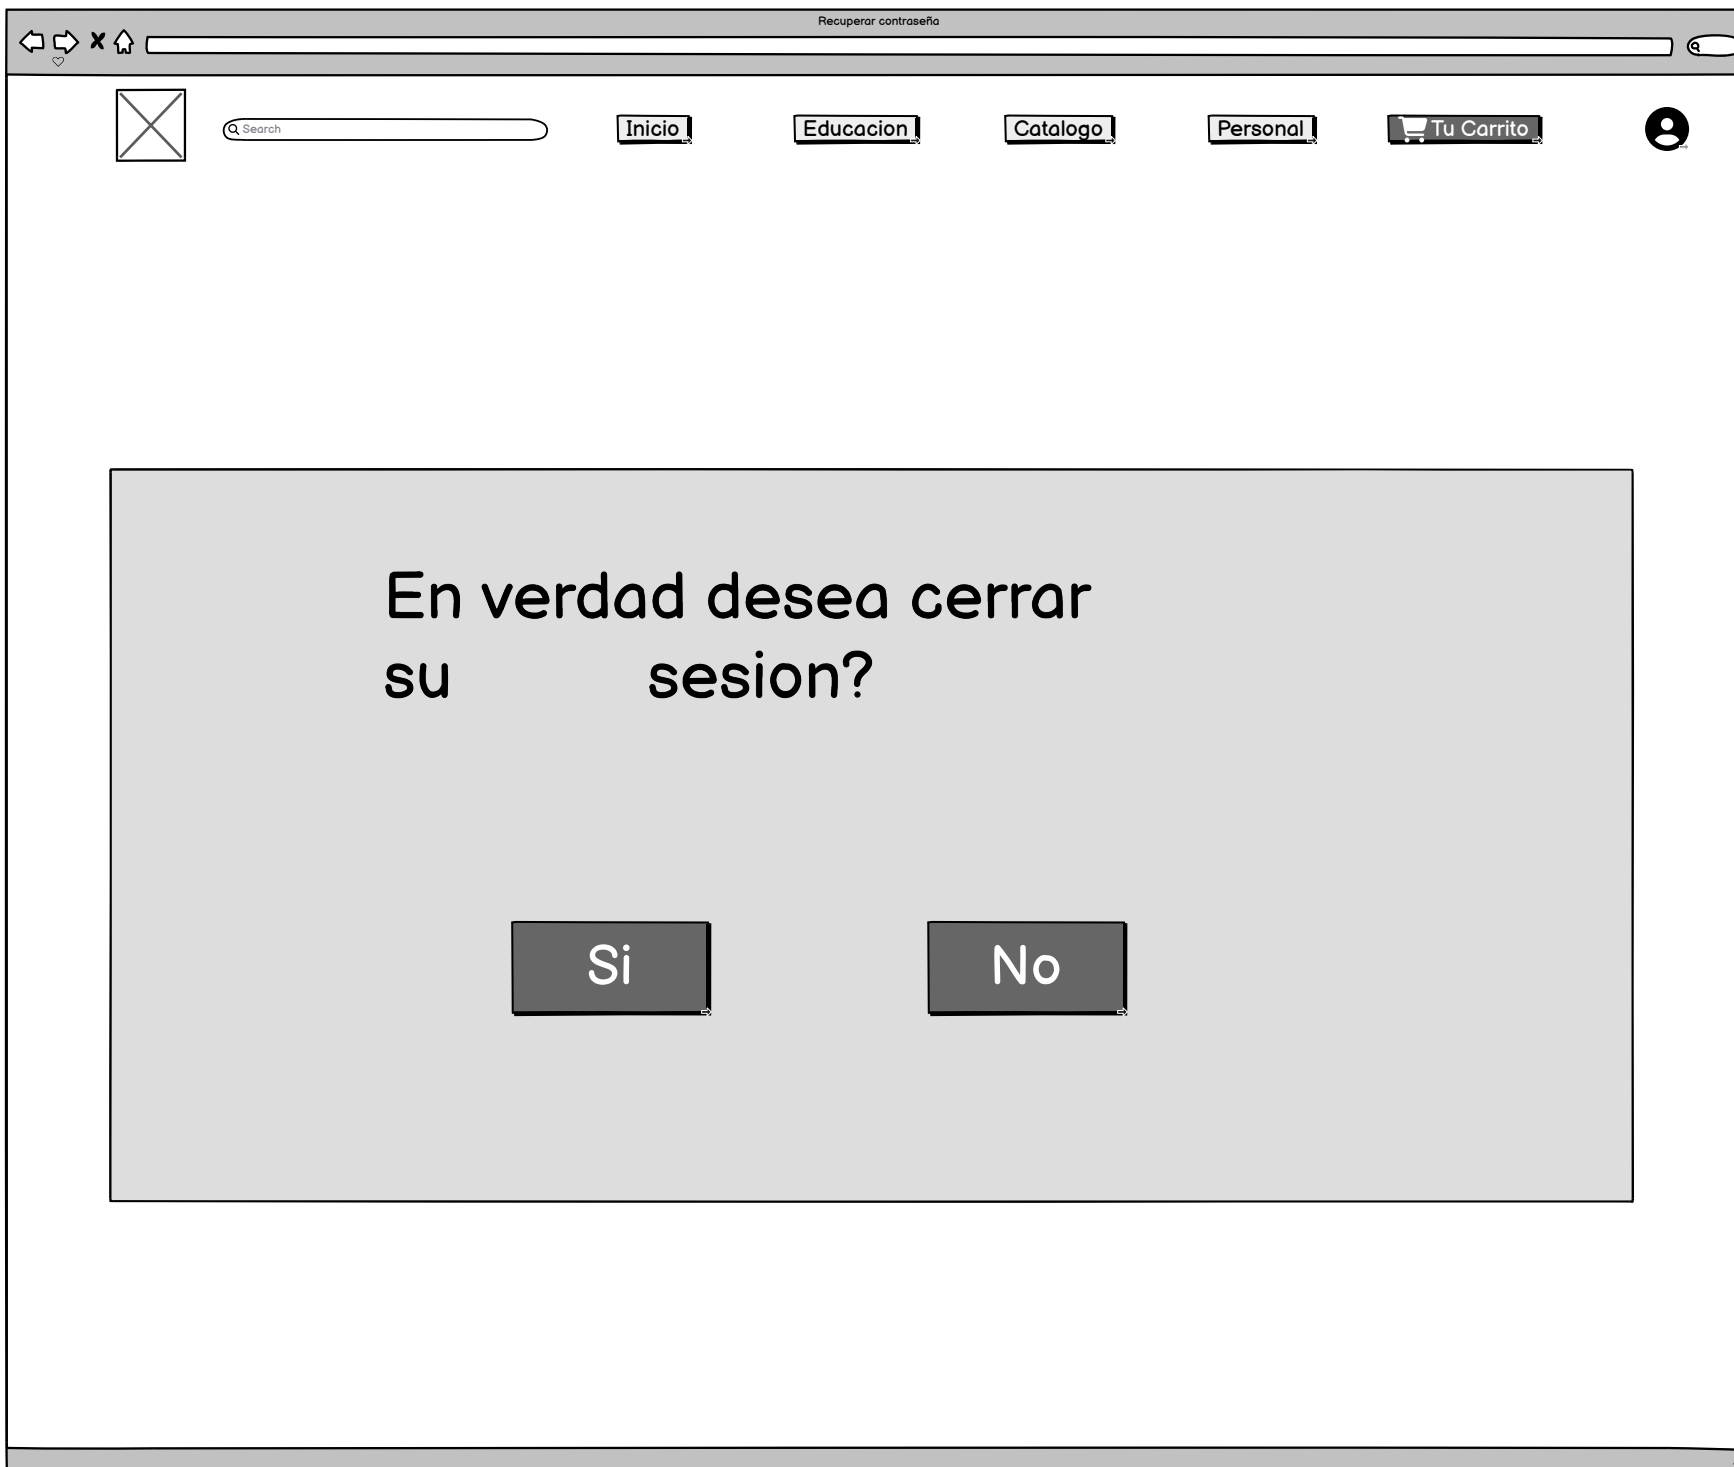 Recuperar contraseña
Search
Inicio
Educacion
Catalogo
Personal
Tu Carrito
En verdad desea cerrar
su sesion?
Si
No